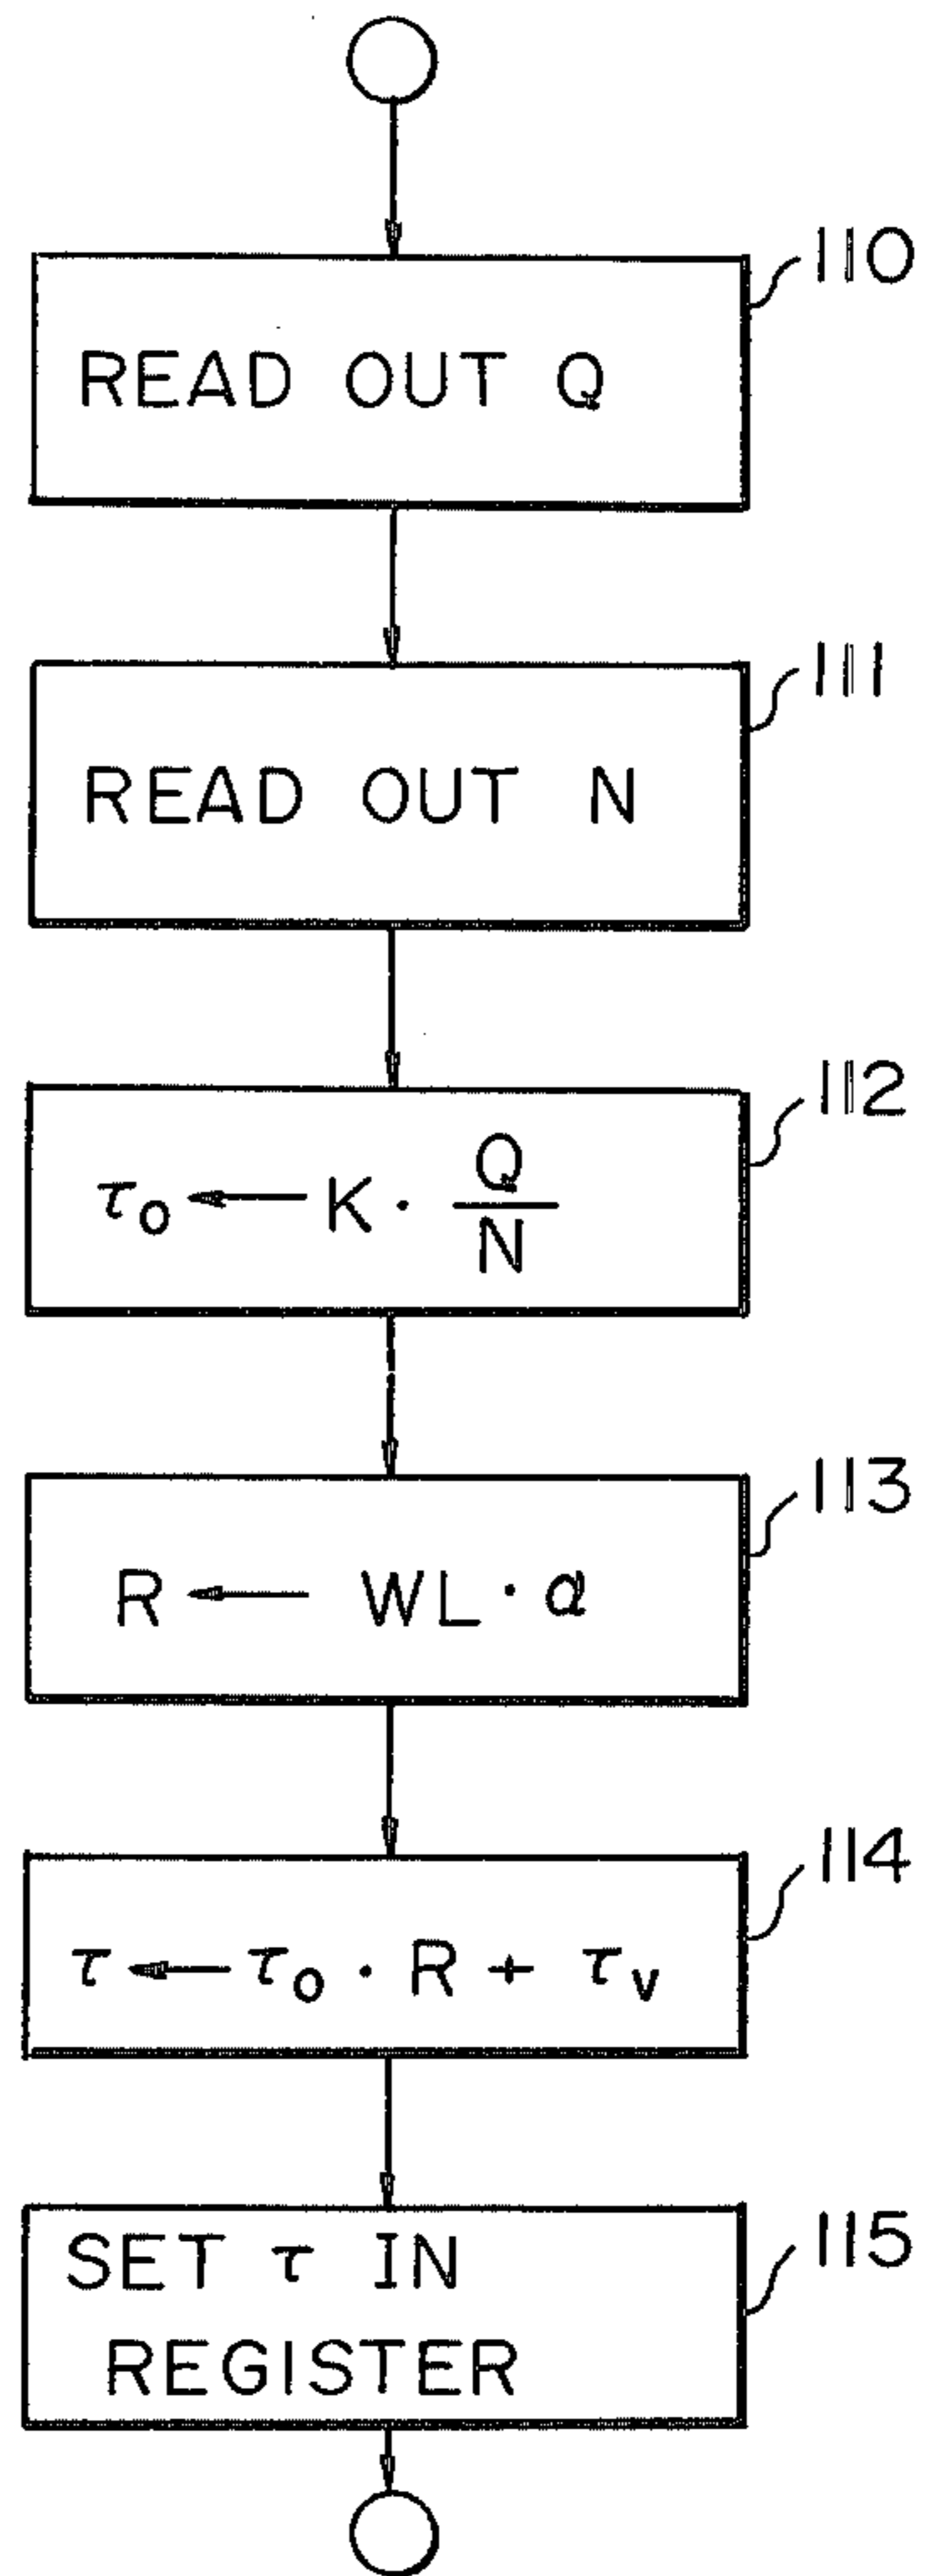 110
READ OUT Q
111
READ OUT N
112
τ₀ ← K · Q/N
113
R ← WL · α
114
τ ← τ₀ · R + τᵥ
115
SET τ IN
REGISTER